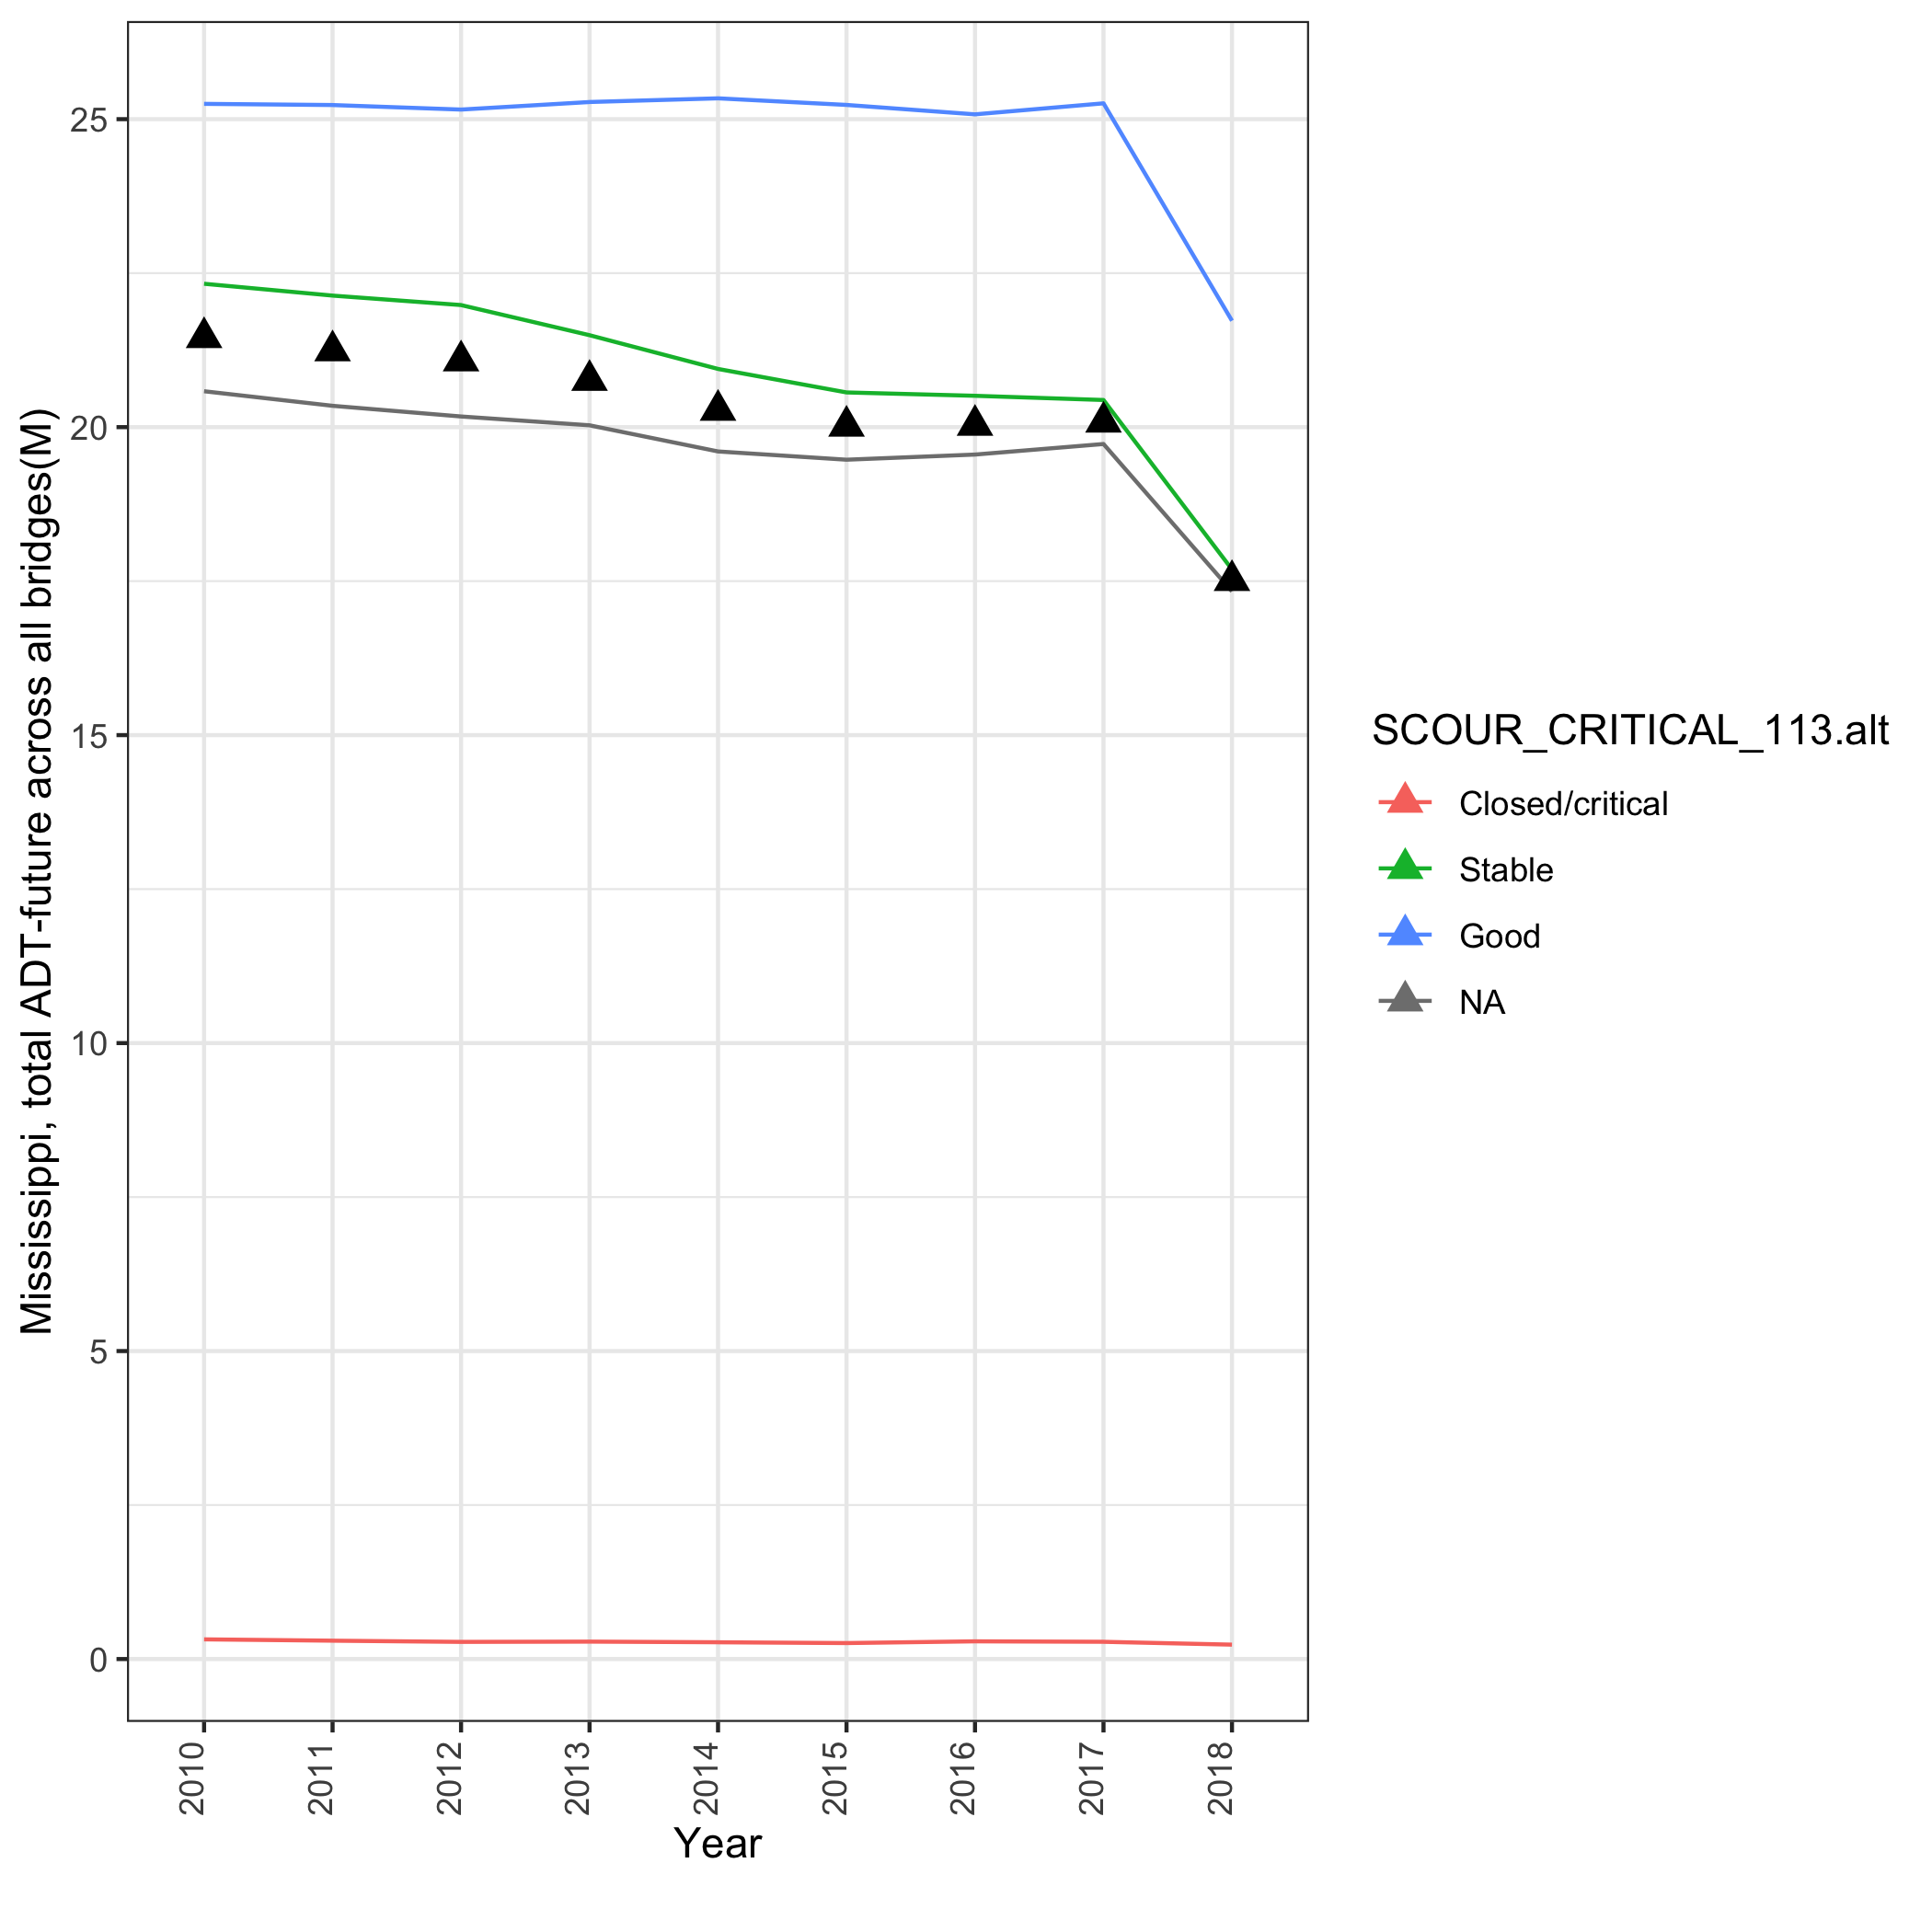 Mississippi, total ADT-future across all bridges(M)
25
20
15
10
5
0
2010
2011
2012
2013
2014
2015
2016
2017
2018
Year
SCOUR_CRITICAL_113.alt
Closed/critical
Stable
Good
NA